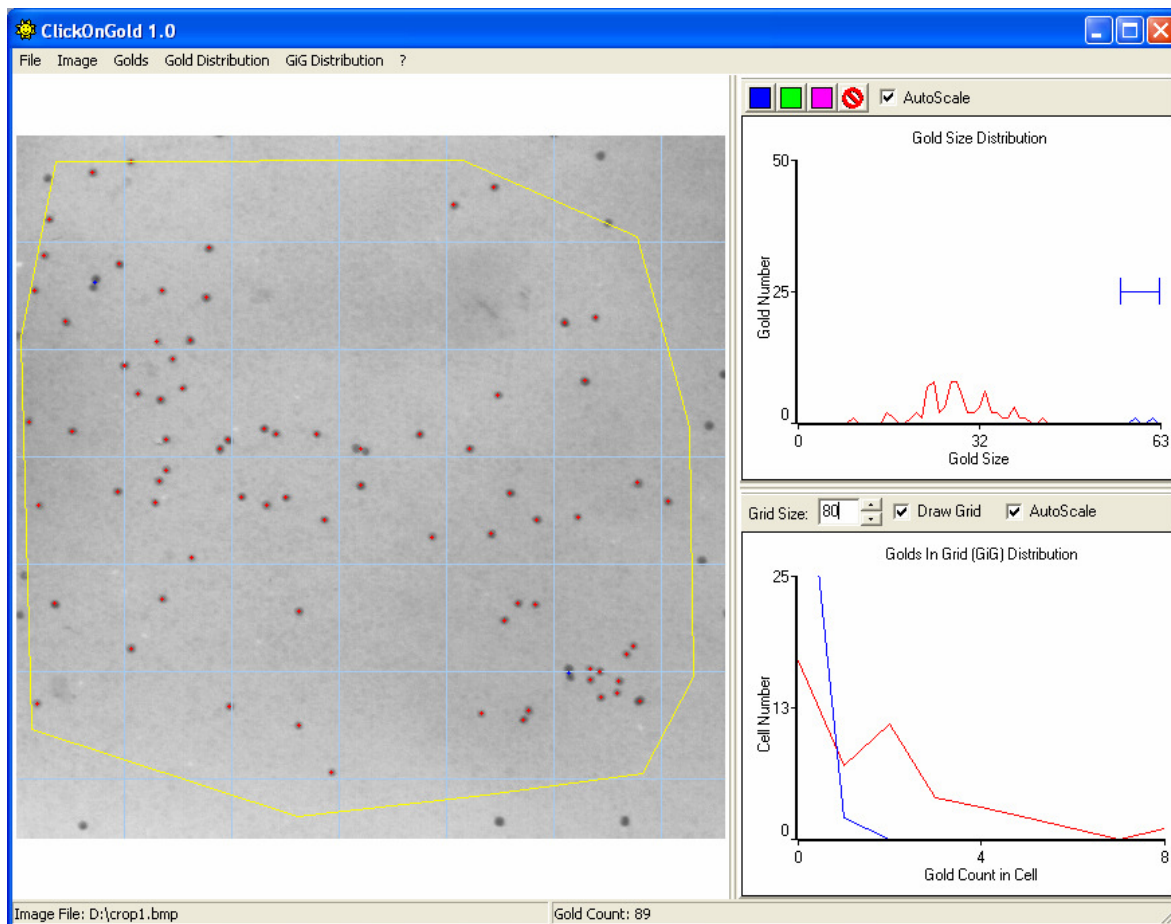 ClickOnGold 1.0
File Image Golds Gold Distribution GiG Distribution ?
AutoScale
Gold Size Distribution
50
Gold Number
25
0
0 32 63
Gold Size
Grid Size: 80 Draw Grid AutoScale
Golds In Grid (GiG) Distribution
25
Cell Number
13
0
0 4 8
Gold Count in Cell
Image File: D:\crop1.bmp Gold Count: 89